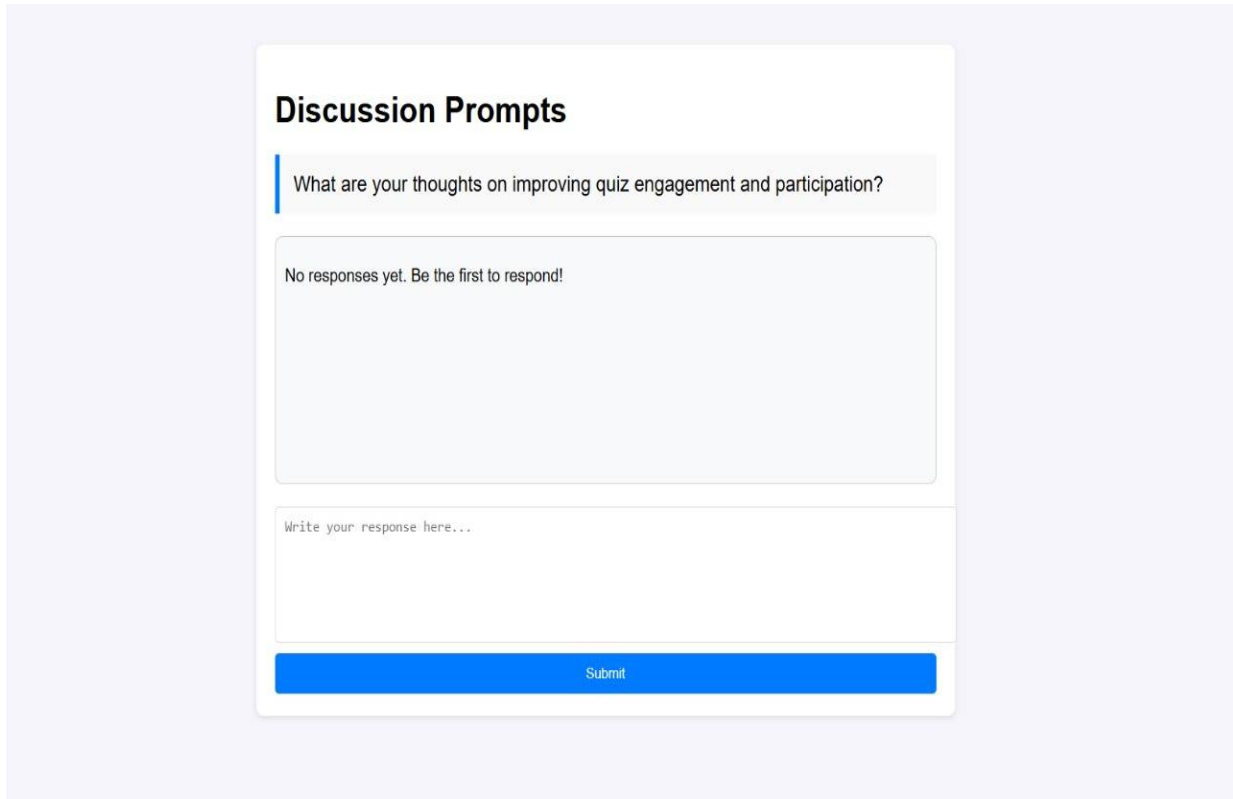 Discussion Prompts
What are your thoughts on improving quiz engagement and participation?
No responses yet. Be the first to respond!
Write your response here...
Submit